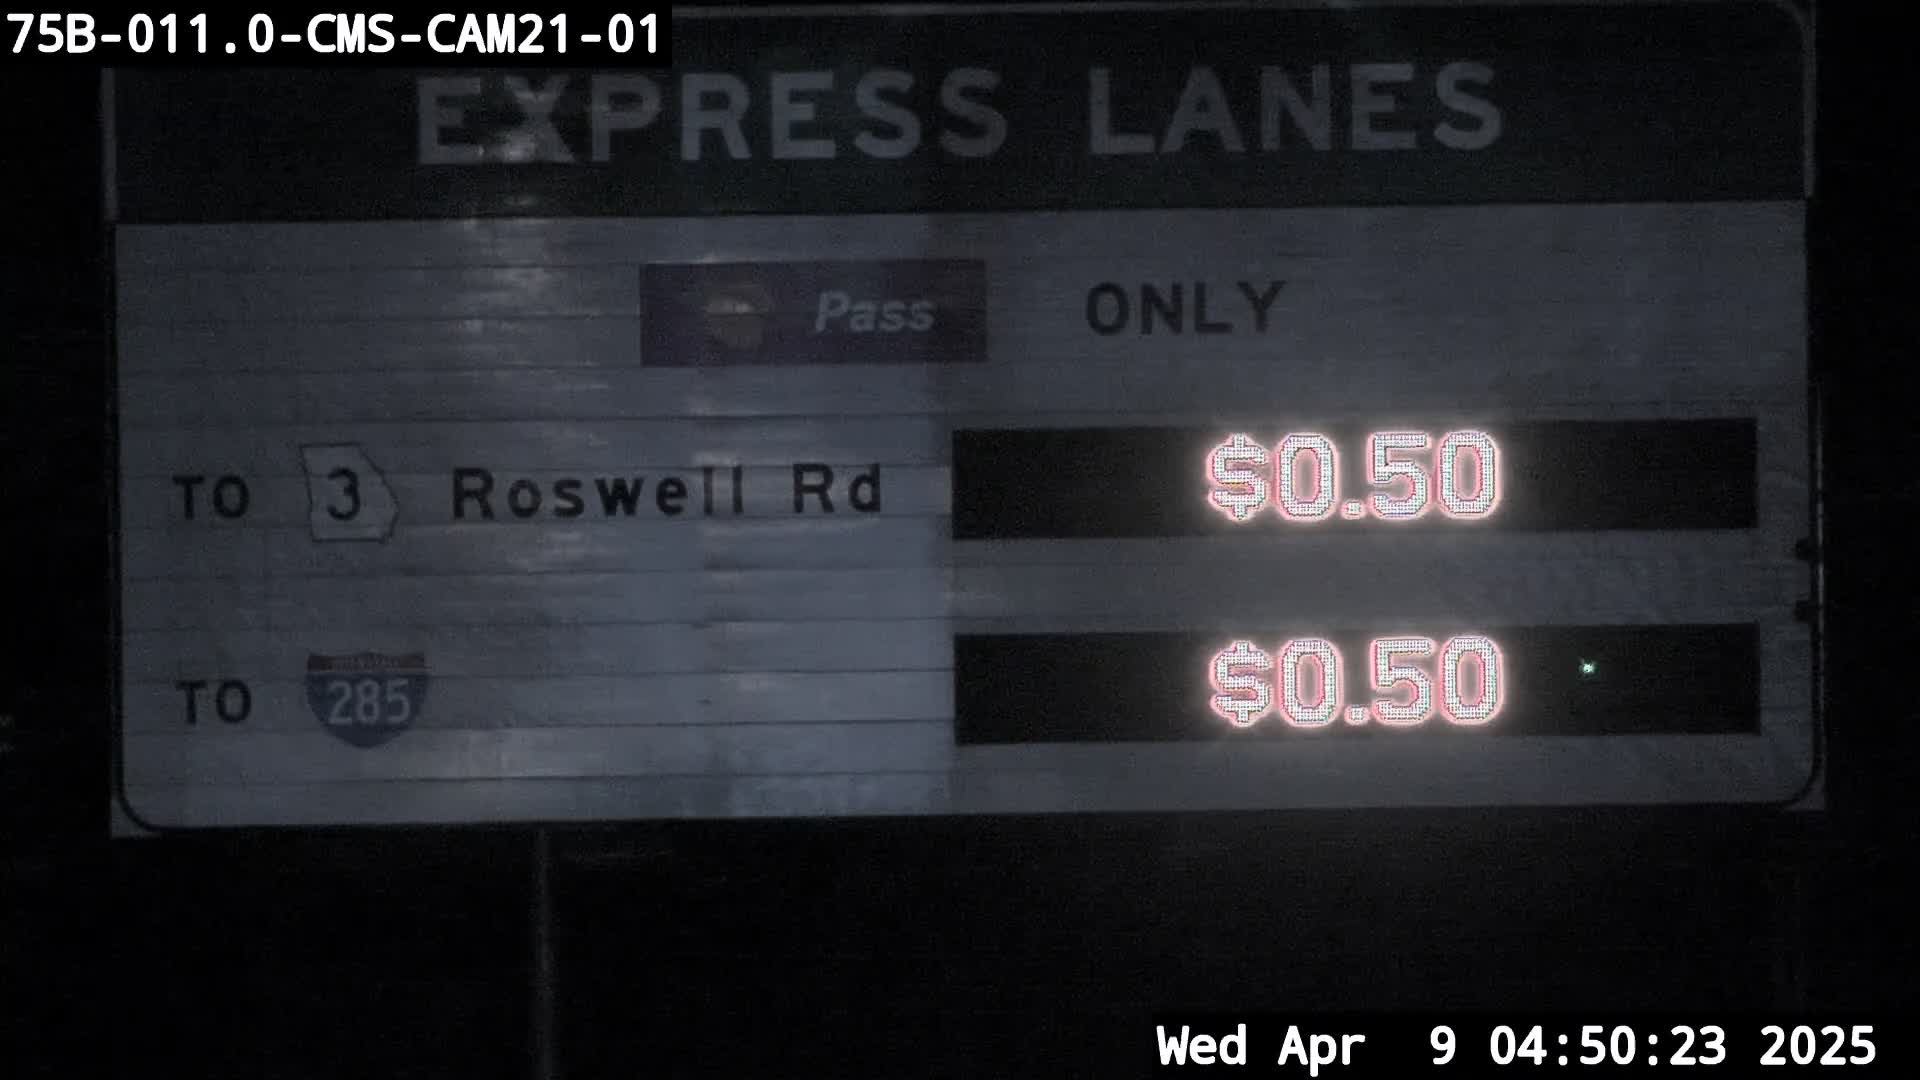 75B-011.0-CMS-CAM21-01
EXPRESS LANES
Pass ONLY
TO 3 Roswell Rd $0.50
TO 285 $0.50
Wed Apr 9 04:50:23 2025